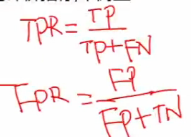 TPR = TP / TP+FN
FPR = FP / FP+TN